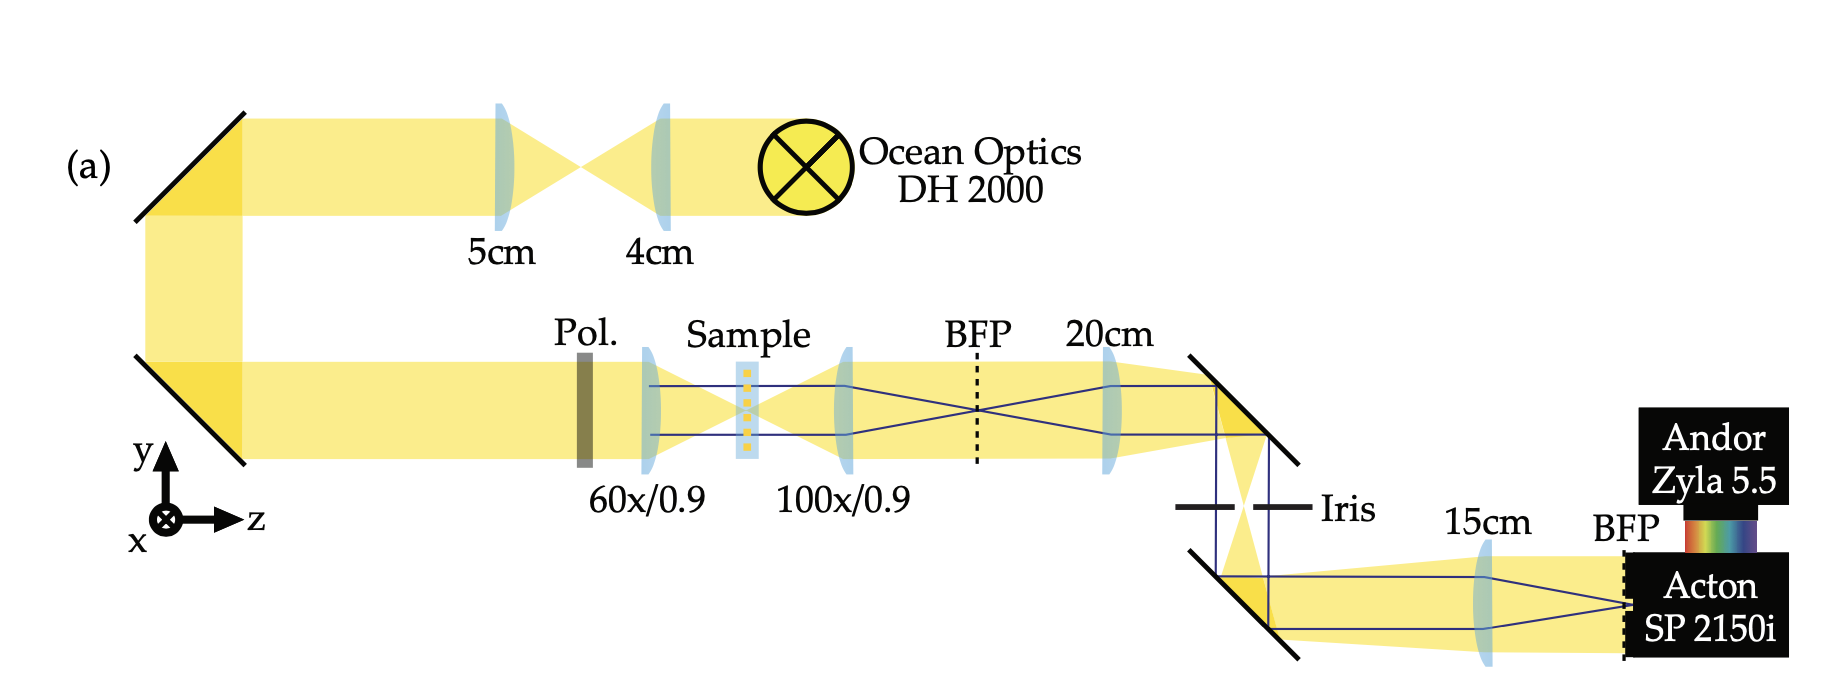 (a)
Ocean Optics
DH 2000
5cm
4cm
Pol.
Sample
BFP
20cm
60x/0.9
100x/0.9
y
z
x
Iris
15cm
BFP
Andor
Zyla 5.5
Acton
SP 2150i